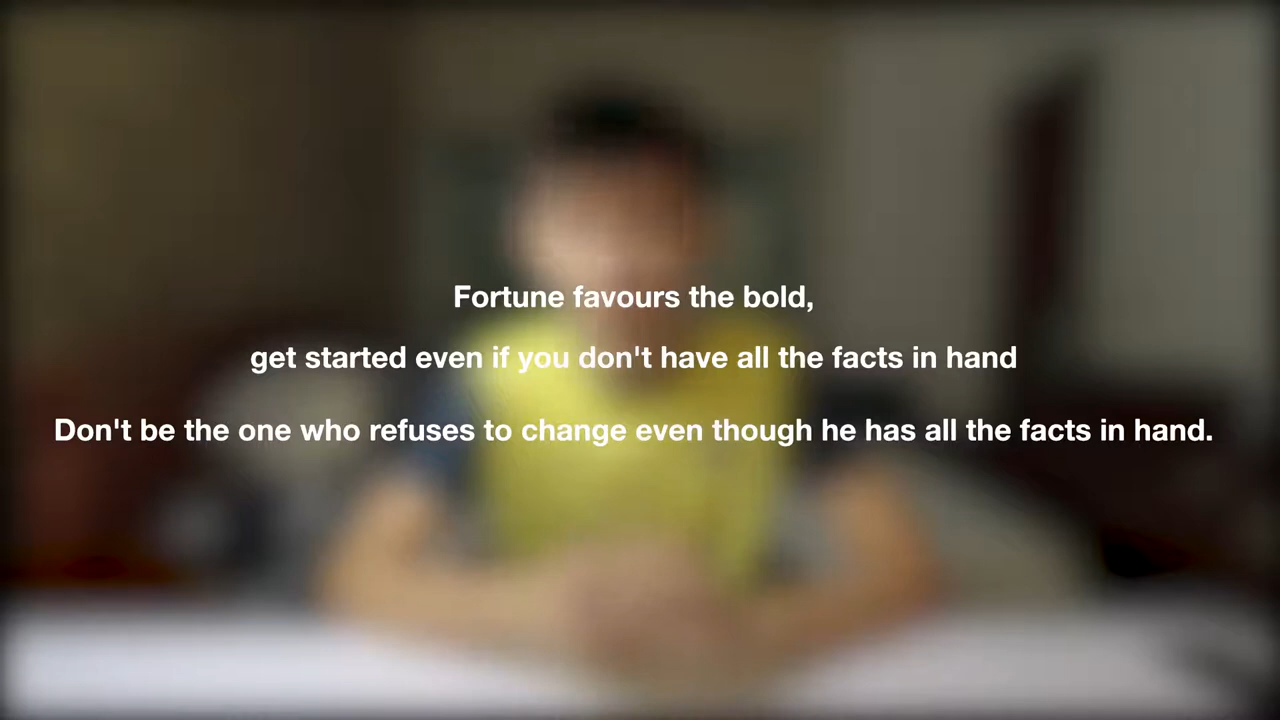 Fortune favours the bold,
get started even if you don't have all the facts in hand
Don't be the one who refuses to change even though he has all the facts in hand.